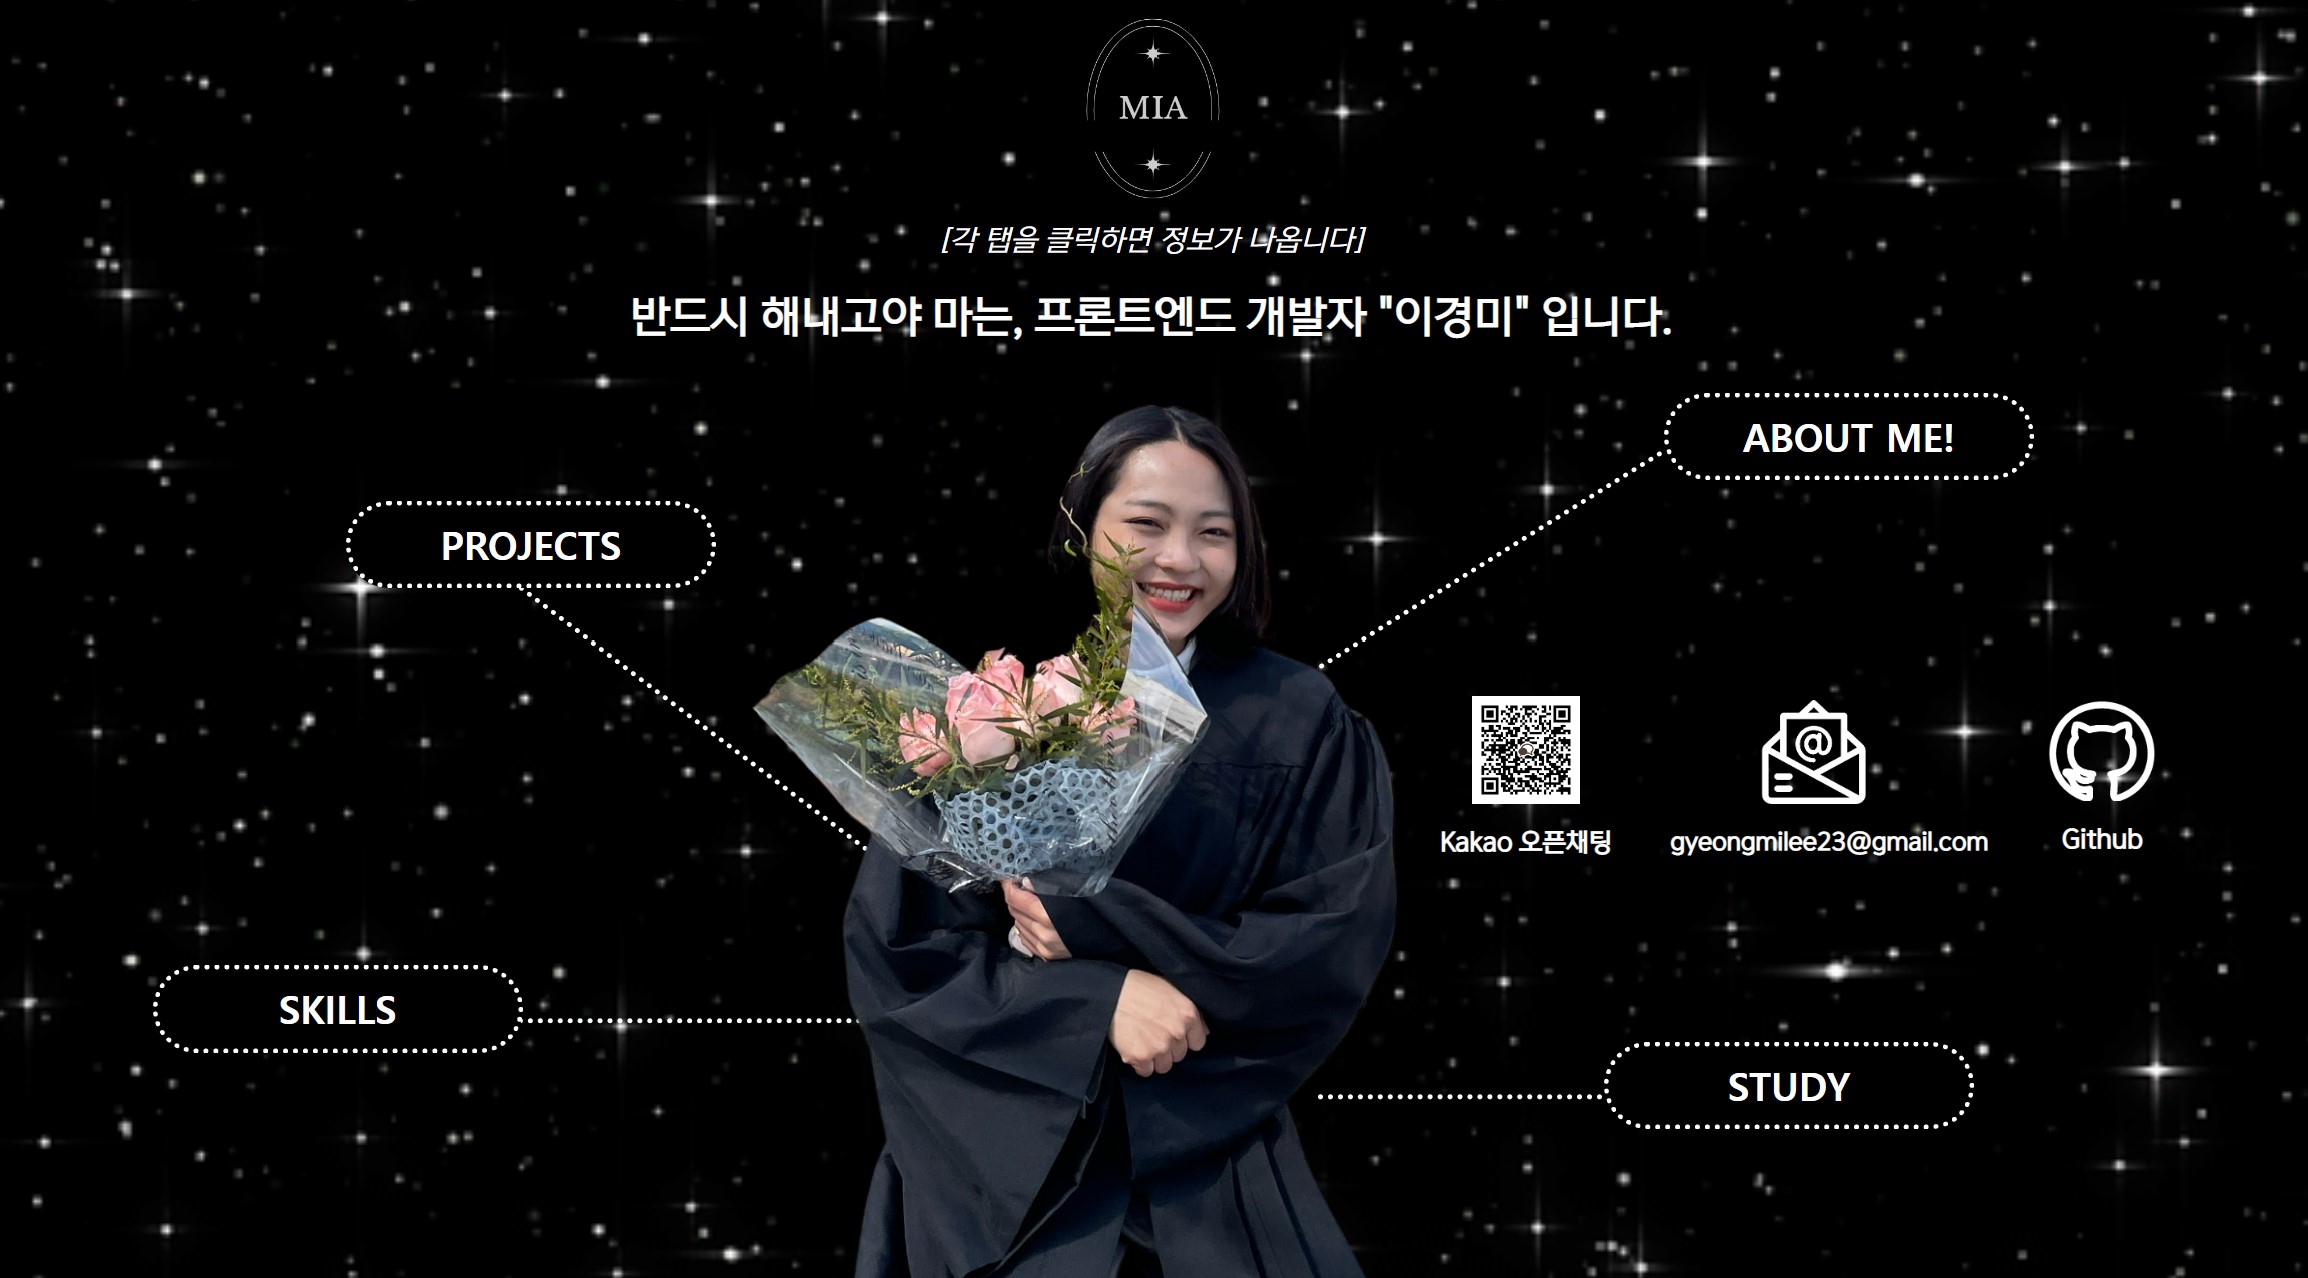 MIA
[각 탭을 클릭하면 정보가 나옵니다]
반드시 해내고야 마는, 프론트엔드 개발자 "이경미" 입니다.
ABOUT ME!
PROJECTS
@
Kakao 오픈채팅
gyeongmilee23@gmail.com
Github
SKILLS
STUDY